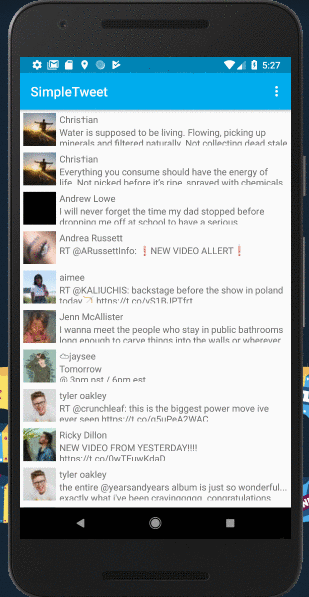 5:27
SimpleTweet
Christian
Water is supposed to be living. Flowing, picking up
minerals and filtered naturally. Not collecting dead stale
Christian
Everything you consume should have the energy of
life. Not picked before it's ripe, sprayed with chemicals
Andrew Lowe
I will never forget the time my dad stopped before
dropping me off at school to have a serious
Andrea Russett
RT @ARussettInfo: ❗NEW VIDEO ALLERT❗
aimee
RT @KALIUCHIS: backstage before the show in poland
today https://t.co/yS1BJPTfrt
Jenn McAllister
I wanna meet the people who stay in public bathrooms
long enough to carve things into the walls or wherever
jaysee
Tomorrow
@ 3pm pst / 6pm est
tyler oakley
RT @crunchleaf: this is the biggest power move ive
ever seen https://t.co/g5uPeA2WAC
Ricky Dillon
NEW VIDEO FROM YESTERDAY!!!!
https://t.co/0wTFuwKdaD
tyler oakley
the entire @yearsandyears album is just so wonderful...
exactly what i've been cravinggggg. congratulations